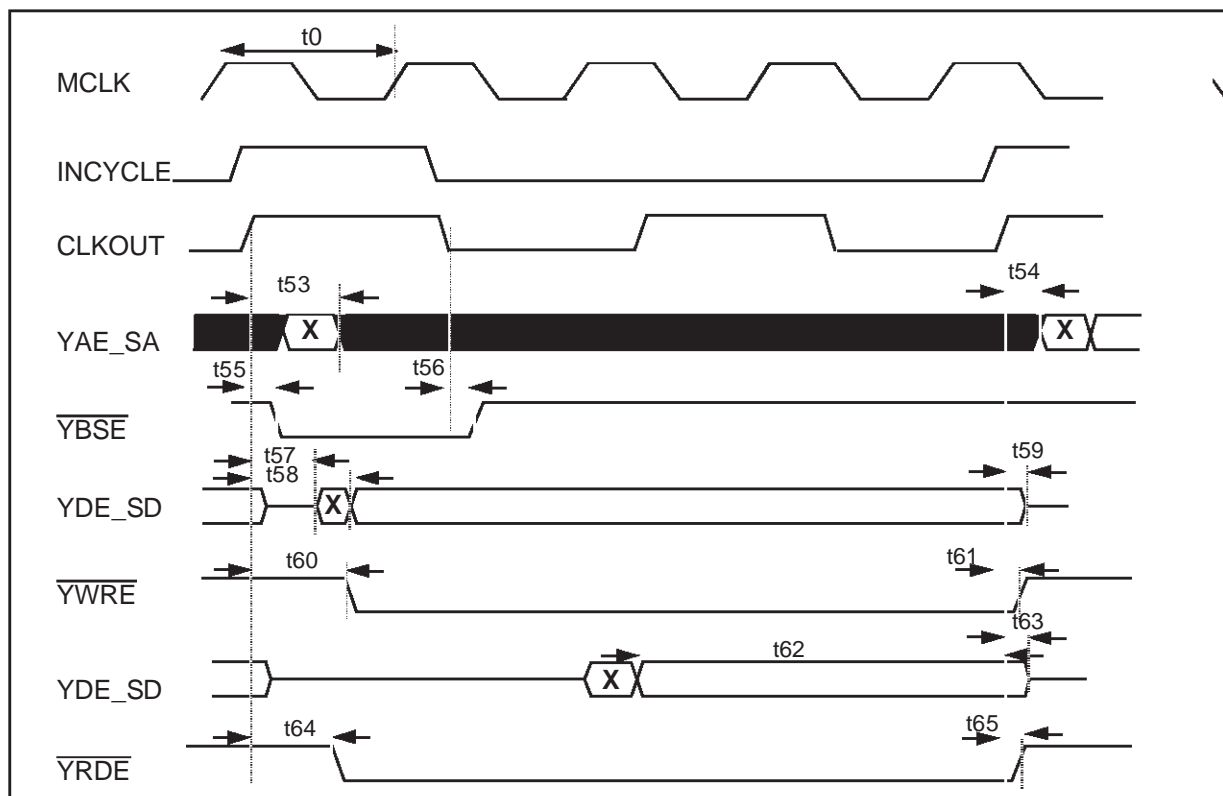 t0
MCLK
INCYCLE
CLKOUT
t53
t54
YAE_SA
X
X
t55
t56
YBSE
t57
t58
t59
YDE_SD
X
t60
t61
YWRE
t63
t62
YDE_SD
X
t64
t65
YRDE